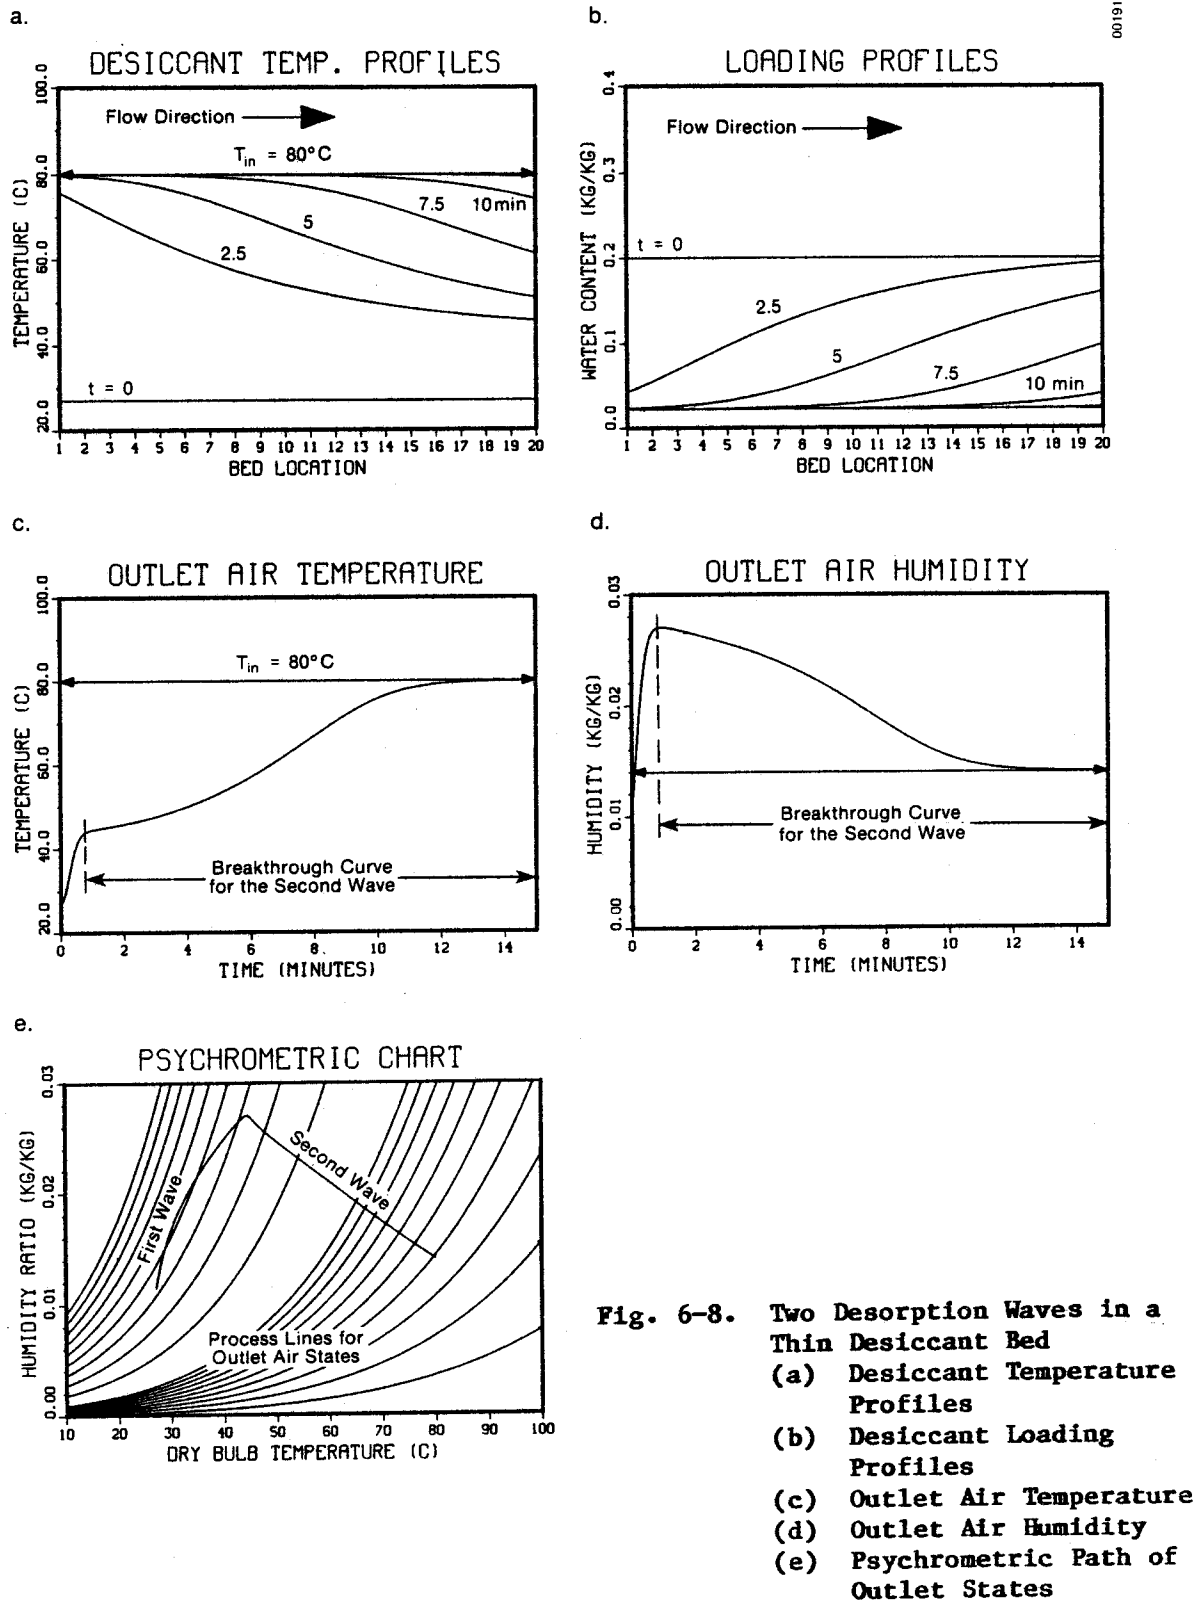 a.
DESICCANT TEMP. PROFILES
100.0
80.0
60.0
40.0
20.0
TEMPERATURE (C)
Flow Direction
Tin = 80°C
7.5
10 min
5
2.5
t = 0
1 2 3 4 5 6 7 8 9 10 11 12 13 14 15 16 17 18 19 20
BED LOCATION
b.
00191
LOADING PROFILES
0.4
0.3
0.2
0.1
0.0
WATER CONTENT (KG/KG)
Flow Direction
t = 0
2.5
5
7.5
10 min
1 2 3 4 5 6 7 8 9 10 11 12 13 14 15 16 17 18 19 20
BED LOCATION
c.
OUTLET AIR TEMPERATURE
100.0
80.0
60.0
40.0
20.0
TEMPERATURE (C)
Tin = 80°C
Breakthrough Curve
for the Second Wave
0 2 4 6 8 10 12 14
TIME (MINUTES)
d.
OUTLET AIR HUMIDITY
0.03
0.02
0.01
0.00
HUMIDITY (KG/KG)
Breakthrough Curve
for the Second Wave
0 2 4 6 8 10 12 14
TIME (MINUTES)
e.
PSYCHROMETRIC CHART
0.03
0.02
0.01
0.00
HUMIDITY RATIO (KG/KG)
First Wave
Second Wave
Process Lines for
Outlet Air States
10 20 30 40 50 60 70 80 90 100
DRY BULB TEMPERATURE (C)
Fig. 6-8. Two Desorption Waves in a
Thin Desiccant Bed
(a) Desiccant Temperature
Profiles
(b) Desiccant Loading
Profiles
(c) Outlet Air Temperature
(d) Outlet Air Humidity
(e) Psychrometric Path of
Outlet States